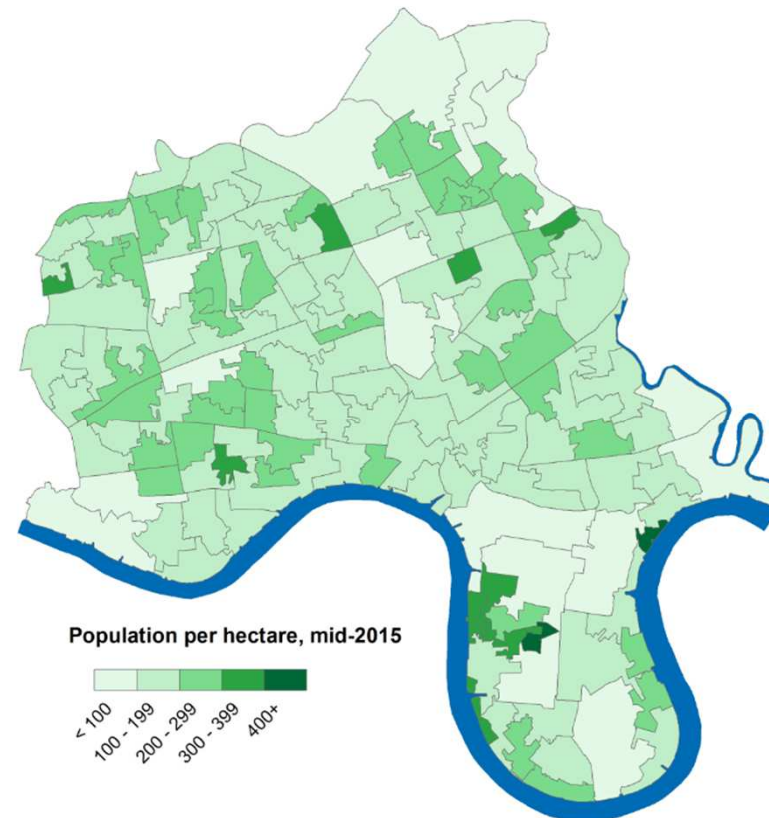 Population per hectare, mid-2015
< 100
100 - 199
200 - 299
300 - 399
400+